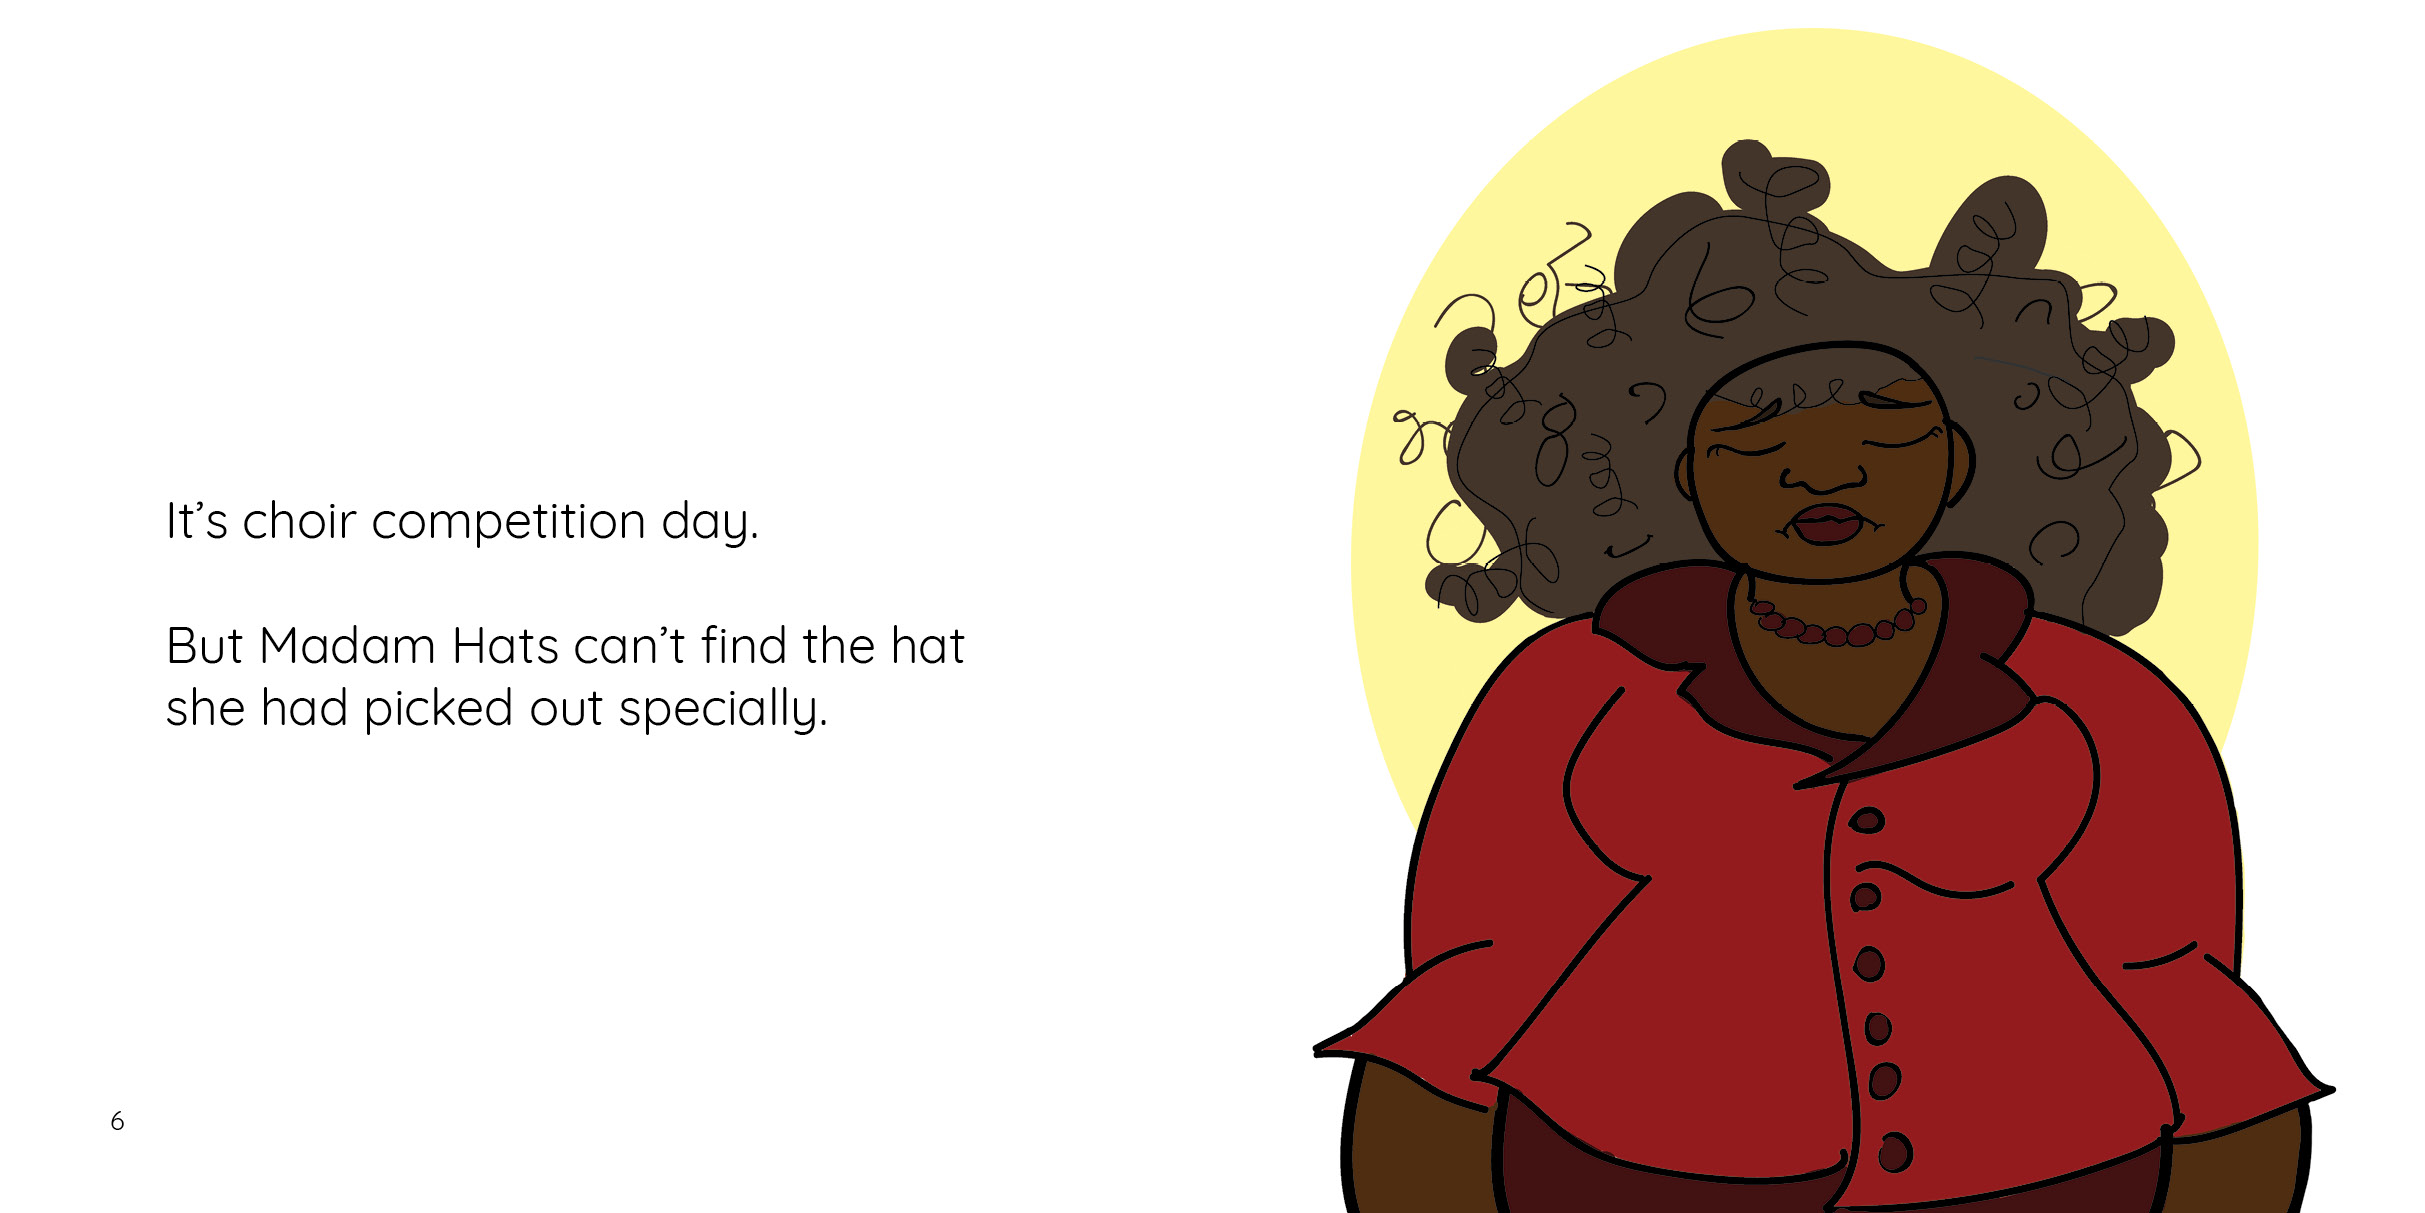 It’s choir competition day.
But Madam Hats can’t find the hat
she had picked out specially.
6